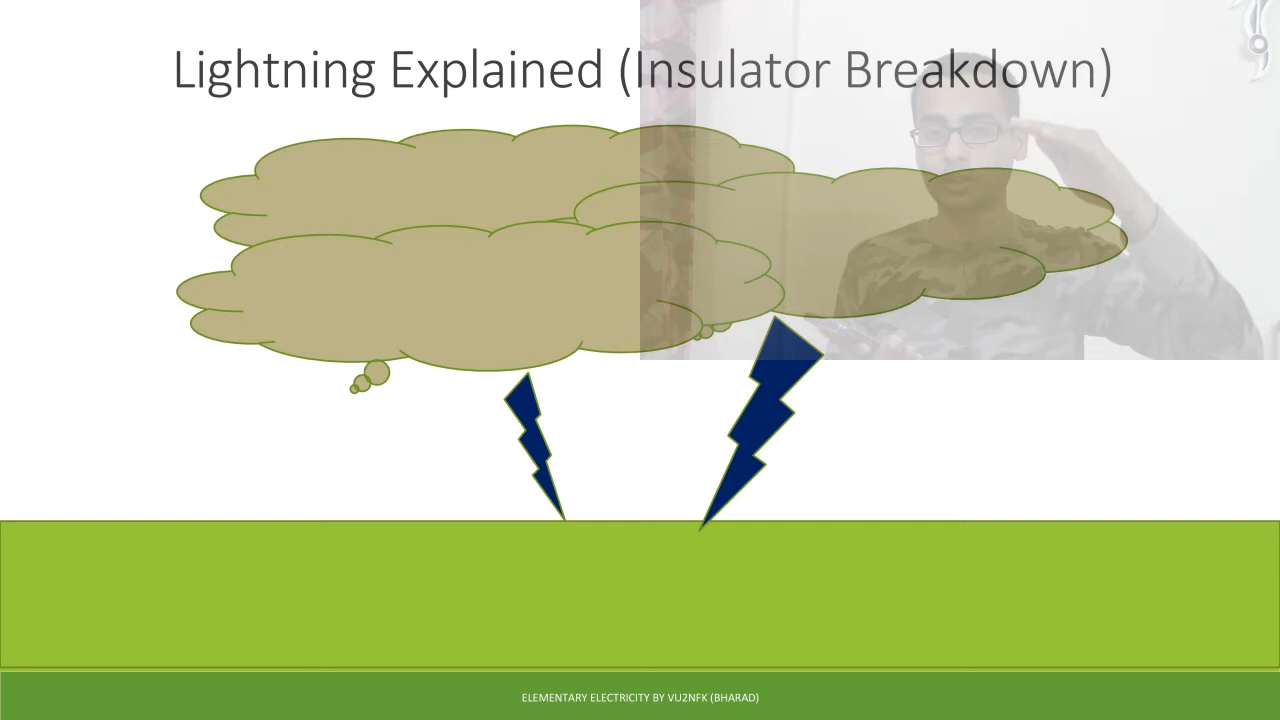 Lightning Explained (Insulator Breakdown)
ELEMENTARY ELECTRICITY BY VU2NFK (BHARAD)